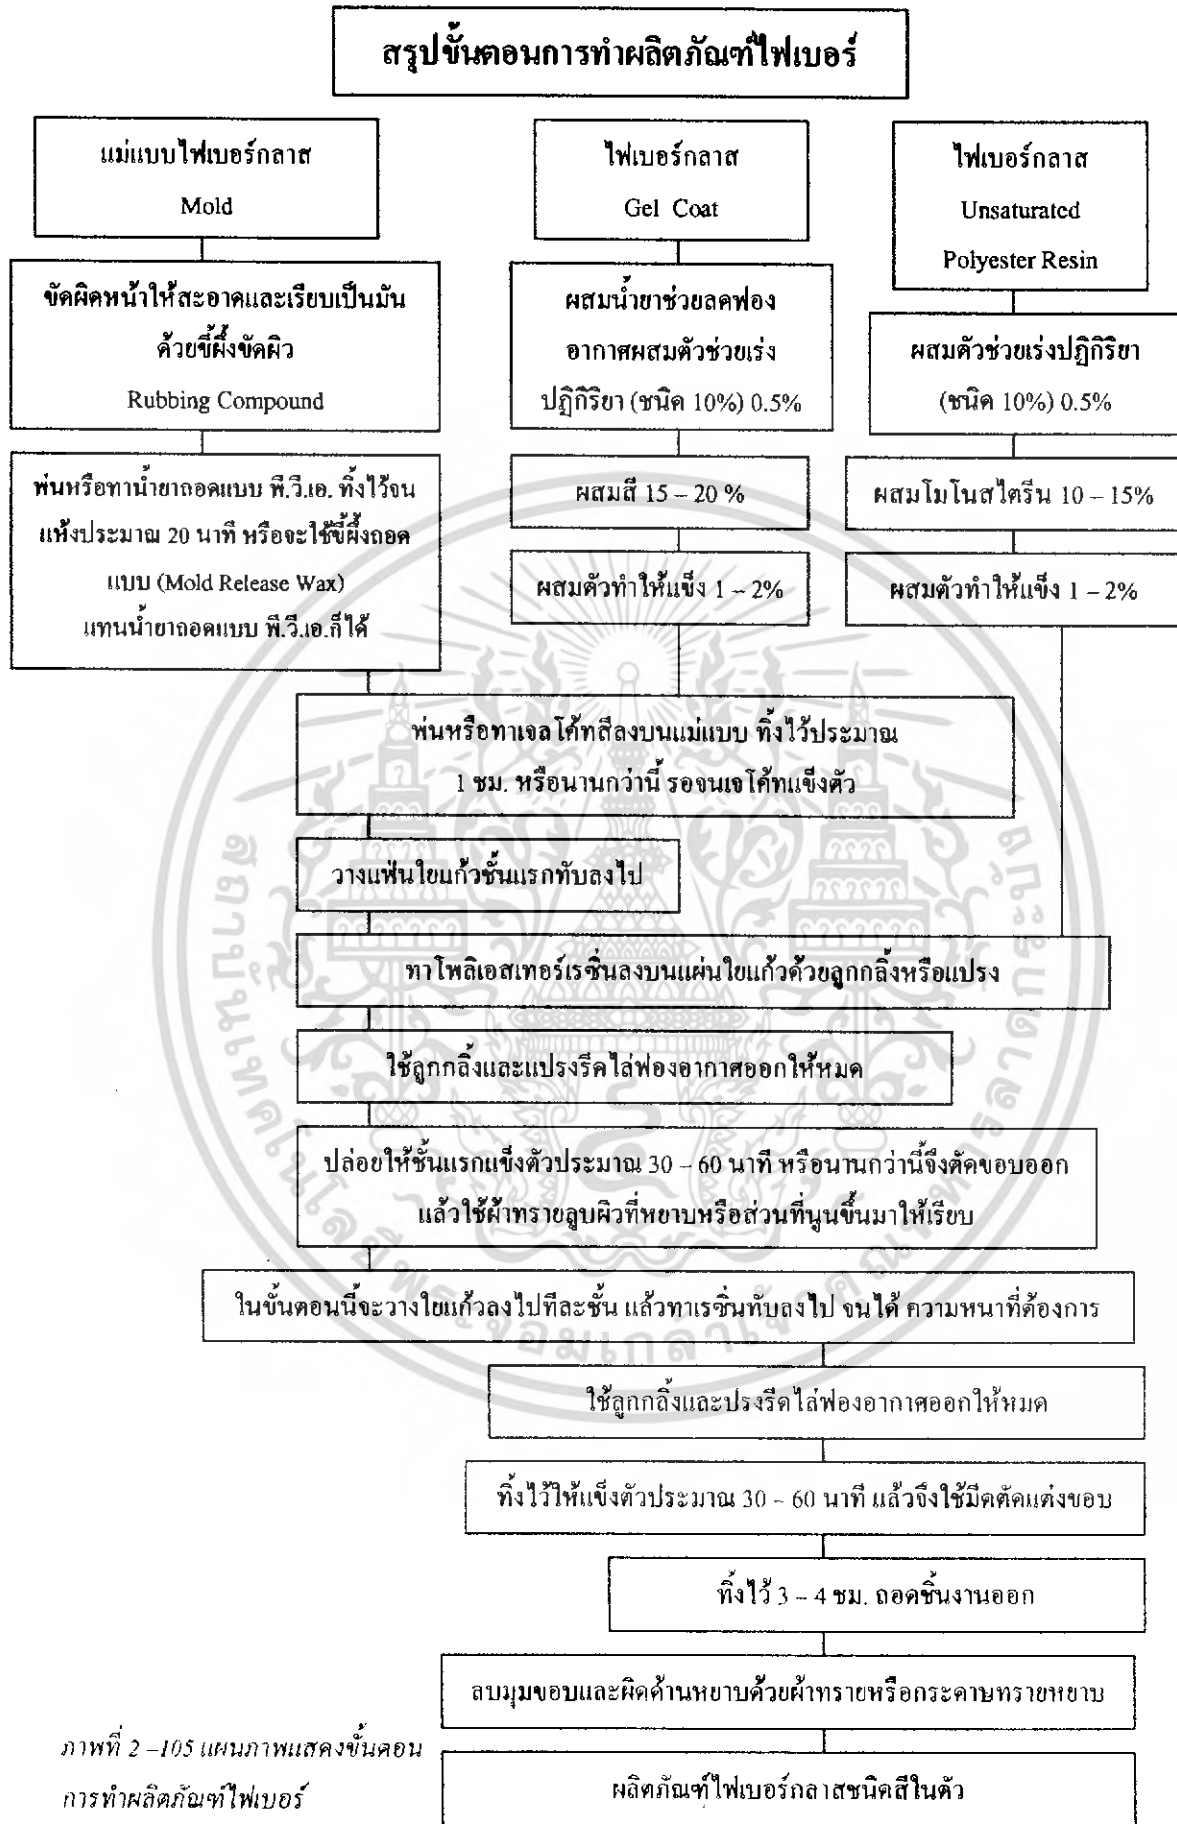 สรุปขั้นตอนการทำผลิตภัณฑ์ไฟเบอร์
แม่แบบไฟเบอร์กลาส
Mold
ขัดผิดหน้าให้สะอาดและเรียบเป็นมัน
ด้วยขี้ผึ้งขัดผิว
Rubbing Compound
พ่นหรือทาน้ำยาถอดแบบ พี.วี.เอ. ทิ้งไว้จน
แห้งประมาณ 20 นาที หรือจะใช้ขี้ผึ้งถอด
แบบ (Mold Release Wax)
แทนน้ำยาถอดแบบ พี.วี.เอ.ก็ได้
ไฟเบอร์กลาส
Gel Coat
ผสมน้ำยาช่วยลดฟอง
อากาศผสมตัวช่วยเร่ง
ปฏิกิริยา (ชนิด 10%) 0.5%
ผสมสี 15 – 20 %
ผสมตัวทำให้แข็ง 1 – 2%
ไฟเบอร์กลาส
Unsaturated
Polyester Resin
ผสมตัวช่วยเร่งปฏิกิริยา
(ชนิด 10%) 0.5%
ผสมโมโนสไตรีน 10 – 15%
ผสมตัวทำให้แข็ง 1 – 2%
พ่นหรือทาเจลโค้ทสีลงบนแม่แบบ ทิ้งไว้ประมาณ
1 ชม. หรือนานกว่านี้ รอจนเจโค้ทแข็งตัว
วางแฟ่นใยแก้วชั้นแรกทับลงไป
ทาโพลิเอสเทอร์เรซิ่นลงบนแผ่นใยแก้วด้วยลูกกลิ้งหรือแปรง
ใช้ลูกกลิ้งและแปรงรีดไล่ฟองอากาศออกให้หมด
ปล่อยให้ชั้นแรกแข็งตัวประมาณ 30 – 60 นาที หรือนานกว่านี้จึงตัดขอบออก
แล้วใช้ผ้าทรายลูบผิวที่หยาบหรือส่วนที่นูนขึ้นมาให้เรียบ
ในขั้นตอนนี้จะวางใยแก้วลงไปทีละชั้น แล้วทาเรซิ่นทับลงไป จนได้ ความหนาที่ต้องการ
ใช้ลูกกลิ้งและปรงรีดไล่ฟองอากาศออกให้หมด
ทิ้งไว้ให้แข็งตัวประมาณ 30 – 60 นาที แล้วจึงใช้มีดตัดแต่งขอบ
ทิ้งไว้ 3 – 4 ชม. ถอดชิ้นงานออก
ลบมุมขอบและผิดด้านหยาบด้วยผ้าทรายหรือกระดาษทรายหยาบ
ผลิตภัณฑ์ไฟเบอร์กลาสชนิดสีในตัว
ภาพที่ 2 –105 แผนภาพแสดงขั้นตอน
การทำผลิตภัณฑ์ไฟเบอร์
สถาบันเทคโนโลยีพระจอมเกล้าเจ้าคุณทหารลาดกระบัง